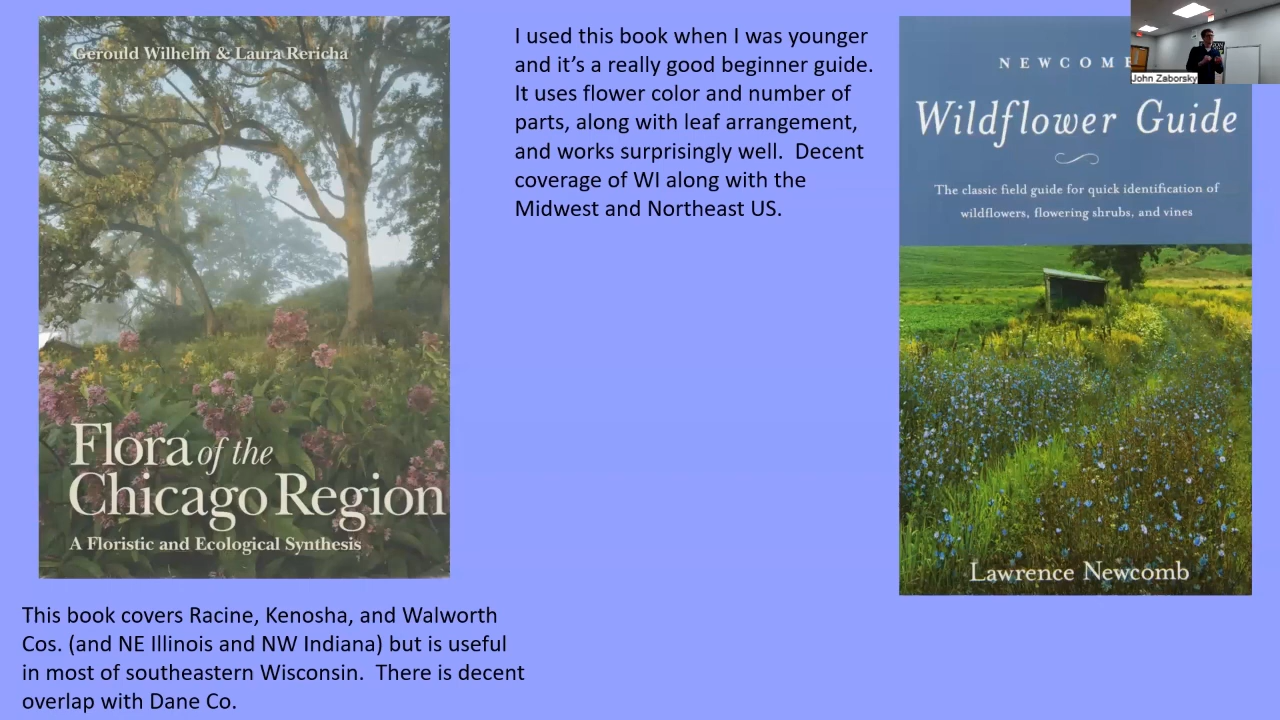 Gerould Wilhelm & Laura Rericha
Flora of the
Chicago Region
A Floristic and Ecological Synthesis
This book covers Racine, Kenosha, and Walworth
Cos. (and NE Illinois and NW Indiana) but is useful
in most of southeastern Wisconsin.  There is decent
overlap with Dane Co.
I used this book when I was younger
and it’s a really good beginner guide.
It uses flower color and number of
parts, along with leaf arrangement,
and works surprisingly well.  Decent
coverage of WI along with the
Midwest and Northeast US.
NEWCOMB
Wildflower Guide
The classic field guide for quick identification of
wildflowers, flowering shrubs, and vines
Lawrence Newcomb
John Zaborsky